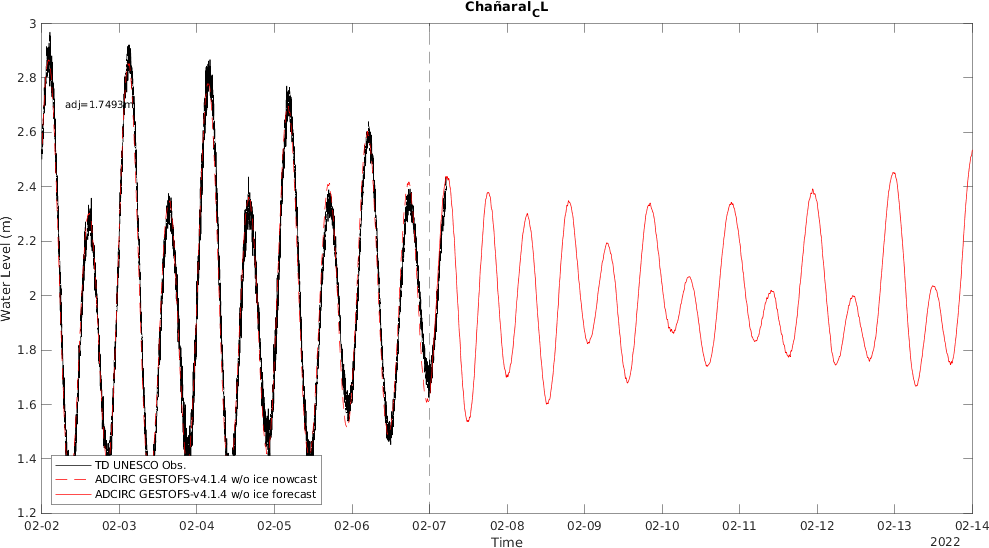 Chañaral_CL
3
2.8
2.6
2.4
2.2
2
1.8
1.6
1.4
1.2
Water Level (m)
adj=1.7493m
TD UNESCO Obs.
ADCIRC GESTOFS-v4.1.4 w/o ice nowcast
ADCIRC GESTOFS-v4.1.4 w/o ice forecast
02-02 02-03 02-04 02-05 02-06 02-07 02-08 02-09 02-10 02-11 02-12 02-13 02-14
Time
2022